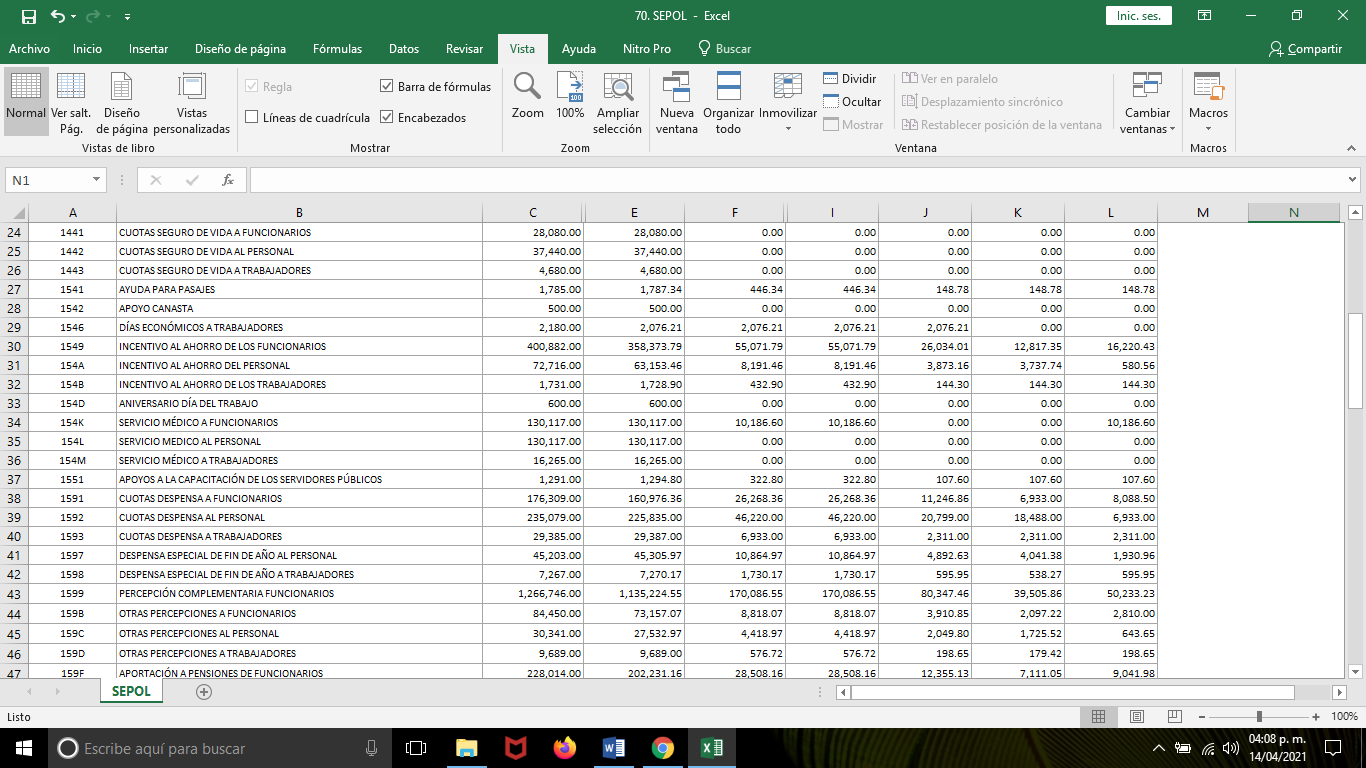 70. SEPOL - Excel
Inic. ses.
Archivo Inicio Insertar Diseño de página Fórmulas Datos Revisar Vista Ayuda Nitro Pro Buscar Compartir
Normal Ver salt. Pág. Diseño de página Vistas personalizadas
Vistas de libro
Regla Barra de fórmulas
Líneas de cuadrícula Encabezados
Mostrar
Zoom 100% Ampliar selección
Zoom
Nueva ventana Organizar todo Inmovilizar
Dividir Ver en paralelo
Ocultar Desplazamiento sincrónico
Mostrar Restablecer posición de la ventana
Cambiar ventanas
Ventana
Macros
Macros
N1 fx
A B C E F I J K L M N
24 1441 CUOTAS SEGURO DE VIDA A FUNCIONARIOS 28,080.00 28,080.00 0.00 0.00 0.00 0.00 0.00
25 1442 CUOTAS SEGURO DE VIDA AL PERSONAL 37,440.00 37,440.00 0.00 0.00 0.00 0.00 0.00
26 1443 CUOTAS SEGURO DE VIDA A TRABAJADORES 4,680.00 4,680.00 0.00 0.00 0.00 0.00 0.00
27 1541 AYUDA PARA PASAJES 1,785.00 1,787.34 446.34 446.34 148.78 148.78 148.78
28 1542 APOYO CANASTA 500.00 500.00 0.00 0.00 0.00 0.00 0.00
29 1546 DÍAS ECONÓMICOS A TRABAJADORES 2,180.00 2,076.21 2,076.21 2,076.21 2,076.21 0.00 0.00
30 1549 INCENTIVO AL AHORRO DE LOS FUNCIONARIOS 400,882.00 358,373.79 55,071.79 55,071.79 26,034.01 12,817.35 16,220.43
31 154A INCENTIVO AL AHORRO DEL PERSONAL 72,716.00 63,153.46 8,191.46 8,191.46 3,873.16 3,737.74 580.56
32 154B INCENTIVO AL AHORRO DE LOS TRABAJADORES 1,731.00 1,728.90 432.90 432.90 144.30 144.30 144.30
33 154D ANIVERSARIO DÍA DEL TRABAJO 600.00 600.00 0.00 0.00 0.00 0.00 0.00
34 154K SERVICIO MÉDICO A FUNCIONARIOS 130,117.00 130,117.00 10,186.60 10,186.60 0.00 0.00 10,186.60
35 154L SERVICIO MEDICO AL PERSONAL 130,117.00 130,117.00 0.00 0.00 0.00 0.00 0.00
36 154M SERVICIO MÉDICO A TRABAJADORES 16,265.00 16,265.00 0.00 0.00 0.00 0.00 0.00
37 1551 APOYOS A LA CAPACITACIÓN DE LOS SERVIDORES PÚBLICOS 1,291.00 1,294.80 322.80 322.80 107.60 107.60 107.60
38 1591 CUOTAS DESPENSA A FUNCIONARIOS 176,309.00 160,976.36 26,268.36 26,268.36 11,246.86 6,933.00 8,088.50
39 1592 CUOTAS DESPENSA AL PERSONAL 235,079.00 225,835.00 46,220.00 46,220.00 20,799.00 18,488.00 6,933.00
40 1593 CUOTAS DESPENSA A TRABAJADORES 29,385.00 29,387.00 6,933.00 6,933.00 2,311.00 2,311.00 2,311.00
41 1597 DESPENSA ESPECIAL DE FIN DE AÑO AL PERSONAL 45,203.00 45,305.97 10,864.97 10,864.97 4,892.63 4,041.38 1,930.96
42 1598 DESPENSA ESPECIAL DE FIN DE AÑO A TRABAJADORES 7,267.00 7,270.17 1,730.17 1,730.17 595.95 538.27 595.95
43 1599 PERCEPCIÓN COMPLEMENTARIA FUNCIONARIOS 1,266,746.00 1,135,224.55 170,086.55 170,086.55 80,347.46 39,505.86 50,233.23
44 159B OTRAS PERCEPCIONES A FUNCIONARIOS 84,450.00 73,157.07 8,818.07 8,818.07 3,910.85 2,097.22 2,810.00
45 159C OTRAS PERCEPCIONES AL PERSONAL 30,341.00 27,532.97 4,418.97 4,418.97 2,049.80 1,725.52 643.65
46 159D OTRAS PERCEPCIONES A TRABAJADORES 9,689.00 9,689.00 576.72 576.72 198.65 179.42 198.65
47 159F APORTACIÓN A PENSIONES DE FUNCIONARIOS 228,014.00 202,231.16 28,508.16 28,508.16 12,355.13 7,111.05 9,041.98
SEPOL
Listo 100%
Escribe aquí para buscar
04:08 p. m.
14/04/2021